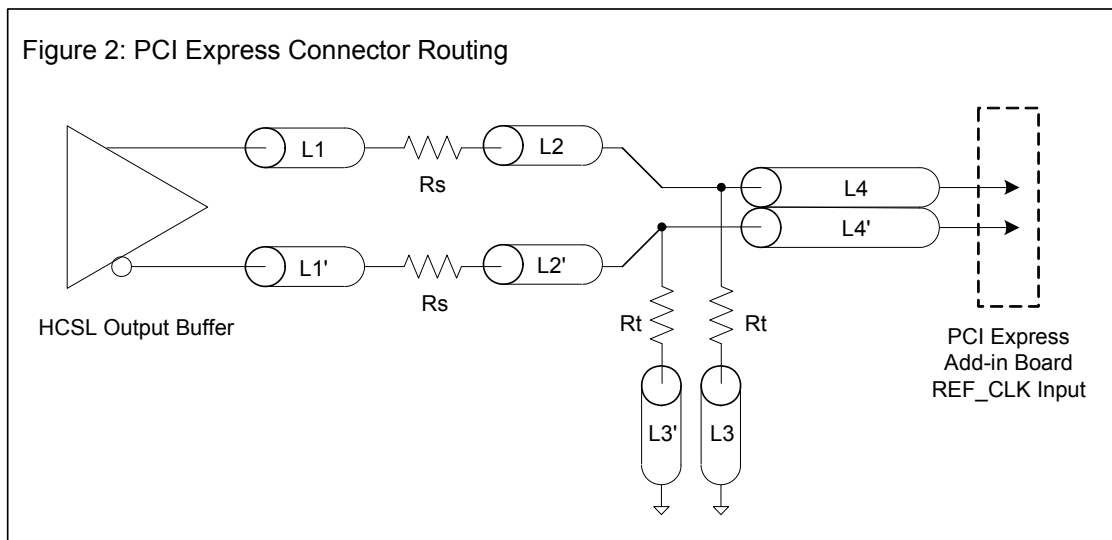 Figure 2: PCI Express Connector Routing
L1
Rs
L2
L4
L4'
L1'
Rs
L2'
HCSL Output Buffer
Rt
Rt
L3'
L3
PCI Express
Add-in Board
REF_CLK Input